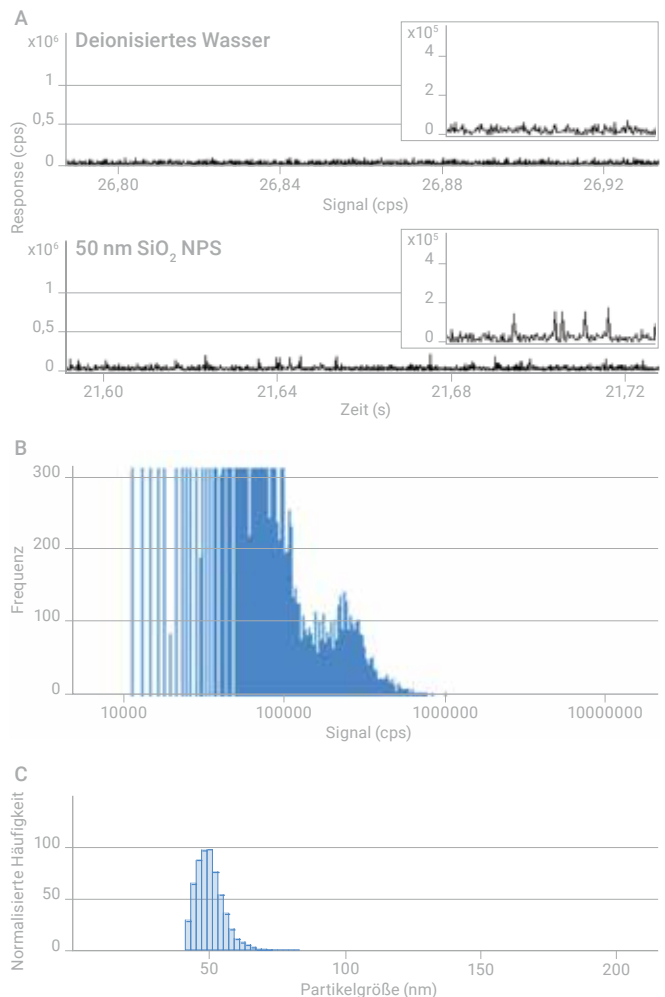 A
Deionisiertes Wasser
x10⁶
1
0,5
0
x10⁵
4
2
0
26,80 26,84 26,88 26,92
Signal (cps)
Response (cps)
50 nm SiO₂ NPS
x10⁶
1
0,5
0
x10⁵
4
2
0
21,60 21,64 21,68 21,72
Zeit (s)
B
Frequenz
300
200
100
0
10000 100000 1000000 10000000
Signal (cps)
C
Normalisierte Häufigkeit
100
50
0
50 100 150 200
Partikelgröße (nm)